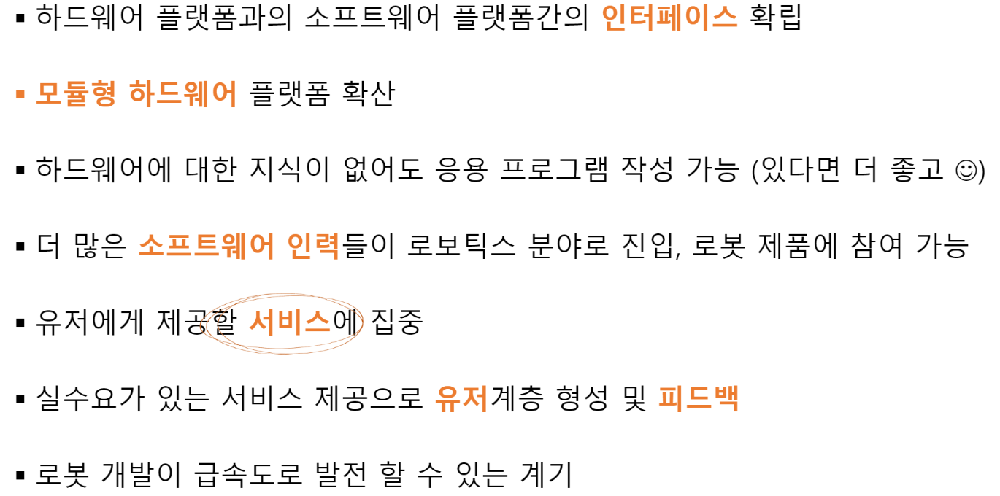 ▪ 하드웨어 플랫폼과의 소프트웨어 플랫폼간의 인터페이스 확립
▪ 모듈형 하드웨어 플랫폼 확산
▪ 하드웨어에 대한 지식이 없어도 응용 프로그램 작성 가능 (있다면 더 좋고 ☺)
▪ 더 많은 소프트웨어 인력들이 로보틱스 분야로 진입, 로봇 제품에 참여 가능
▪ 유저에게 제공할 서비스에 집중
▪ 실수요가 있는 서비스 제공으로 유저계층 형성 및 피드백
▪ 로봇 개발이 급속도로 발전 할 수 있는 계기